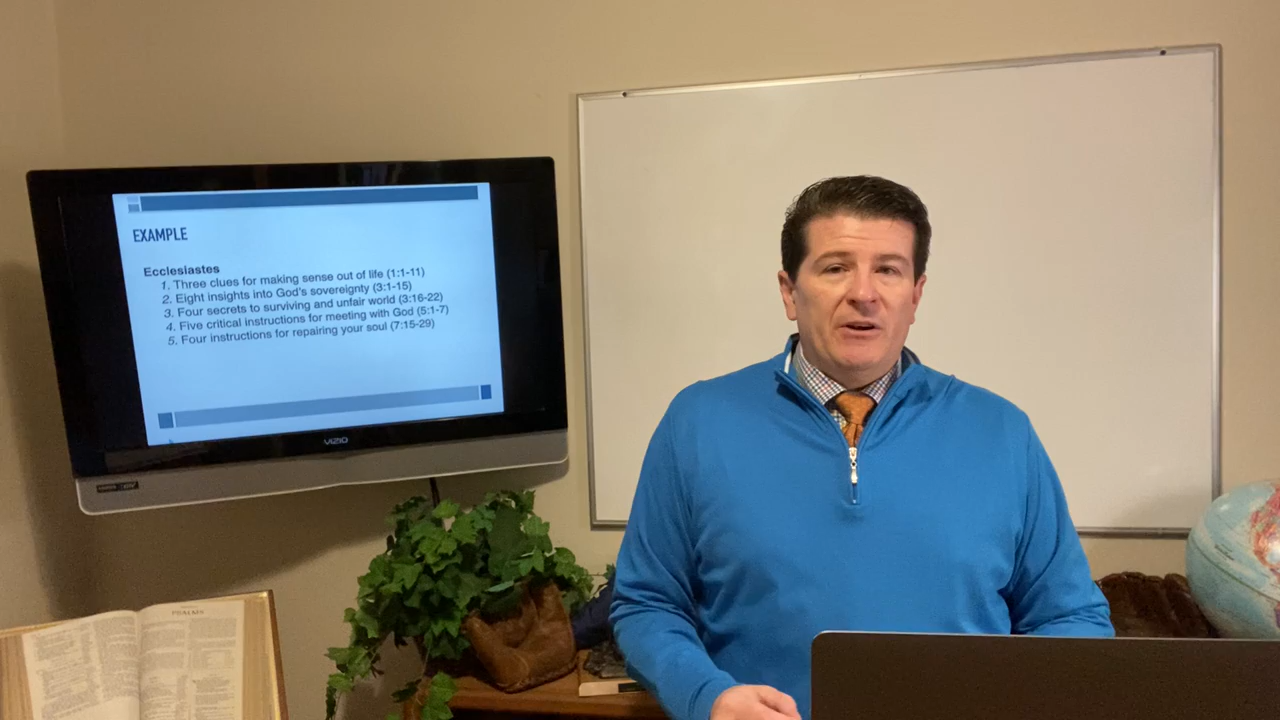 EXAMPLE
Ecclesiastes
1. Three clues for making sense out of life (1:1-11)
2. Eight insights into God's sovereignty (3:1-15)
3. Four secrets to surviving and unfair world (3:16-22)
4. Five critical instructions for meeting with God (5:1-7)
5. Four instructions for repairing your soul (7:15-29)
VIZIO
PSALMS